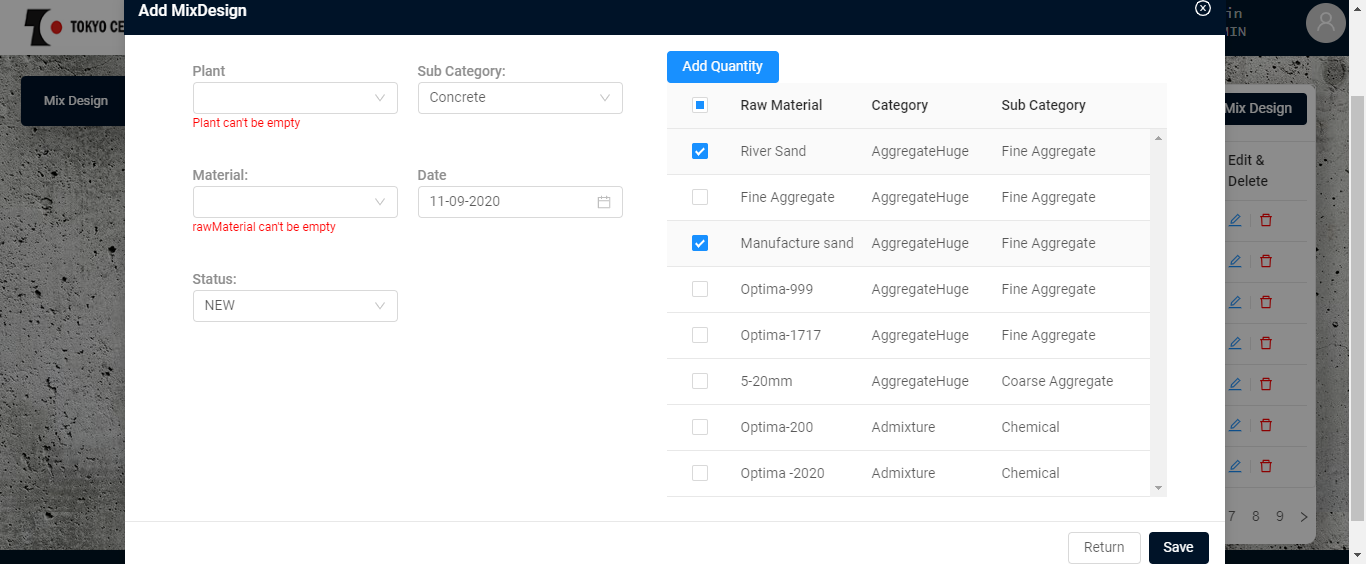 Add MixDesign
TOKYO CE
in
MIN
Mix Design
Plant
Sub Category:
Concrete
Plant can't be empty
Material:
Date
11-09-2020
rawMaterial can't be empty
Status:
NEW
Add Quantity
Raw Material Category Sub Category
River Sand AggregateHuge Fine Aggregate
Fine Aggregate AggregateHuge Fine Aggregate
Manufacture sand AggregateHuge Fine Aggregate
Optima-999 AggregateHuge Fine Aggregate
Optima-1717 AggregateHuge Fine Aggregate
5-20mm AggregateHuge Coarse Aggregate
Optima-200 Admixture Chemical
Optima -2020 Admixture Chemical
Mix Design
Edit &
Delete
7 8 9 >
Return Save